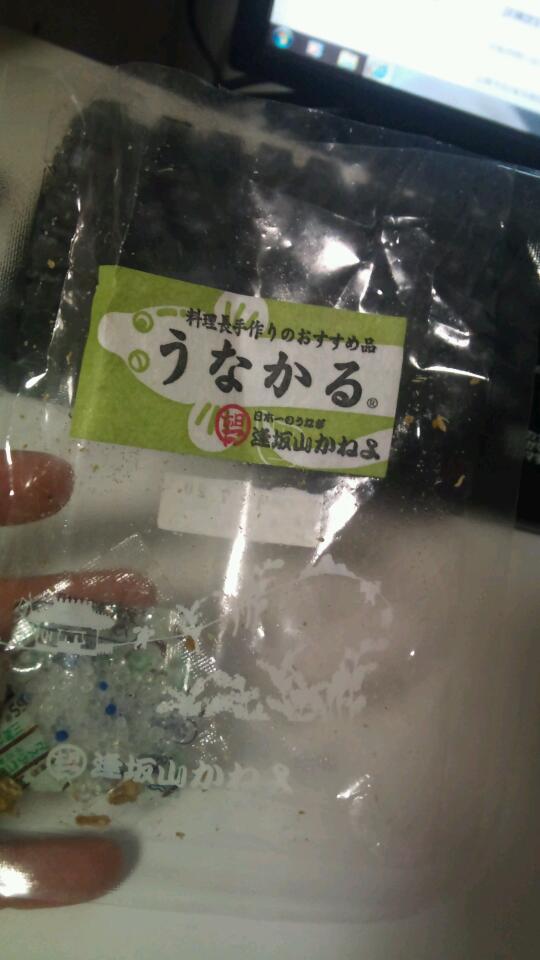 料理長手作りのおすすめ品
うなかる®
日本一のうなぎ
逢坂山かねよ
逢坂山かねよ